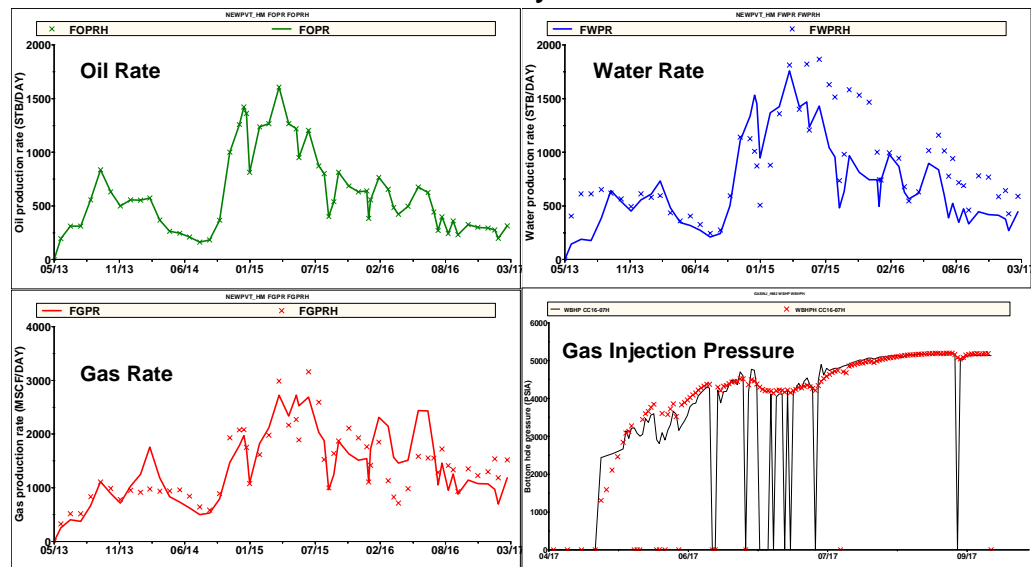 NEWPVT_HM FOPR FOPRH
FOPRH FOPR
Oil Rate
Oil production rate (STB/DAY)
2000
1500
1000
500
0
05/13 11/13 06/14 01/15 07/15 02/16 08/16 03/17
NEWPVT_HM FWPR FWPRH
FWPR FWPRH
Water Rate
Water production rate (STB/DAY)
2000
1500
1000
500
0
05/13 11/13 06/14 01/15 07/15 02/16 08/16 03/17
NEWPVT_HM FGPR FGPRH
FGPR FGPRH
Gas Rate
Gas production rate (MSCF/DAY)
4000
3000
2000
1000
0
05/13 11/13 06/14 01/15 07/15 02/16 08/16 03/17
WBHP WBHPH
WBHP CC16-07H WBHPH CC16-07H
Gas Injection Pressure
Bottom hole pressure (PSIA)
6000
5000
4000
3000
2000
1000
0
04/17 06/17 07/17 09/17